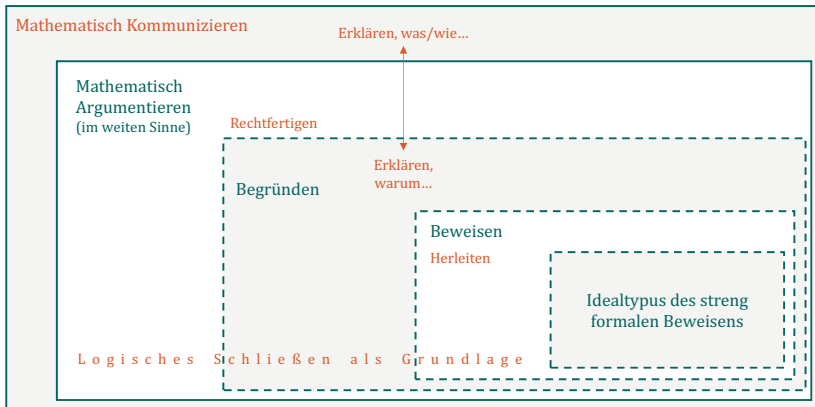 Mathematisch Kommunizieren
Erklären, was/wie…
Mathematisch
Argumentieren
(im weiten Sinne)
Rechtfertigen
Erklären,
warum…
Begründen
Beweisen
Herleiten
Idealtypus des streng
formalen Beweisens
Logisches Schließen als Grundlage